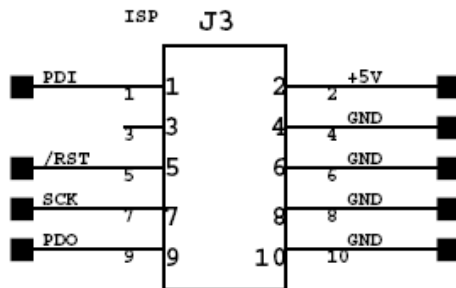 ISP J3
PDI 1 1 2 2 +5V
3 3 4 4 GND
/RST 5 5 6 6 GND
SCK 7 7 8 8 GND
PDO 9 9 10 10 GND